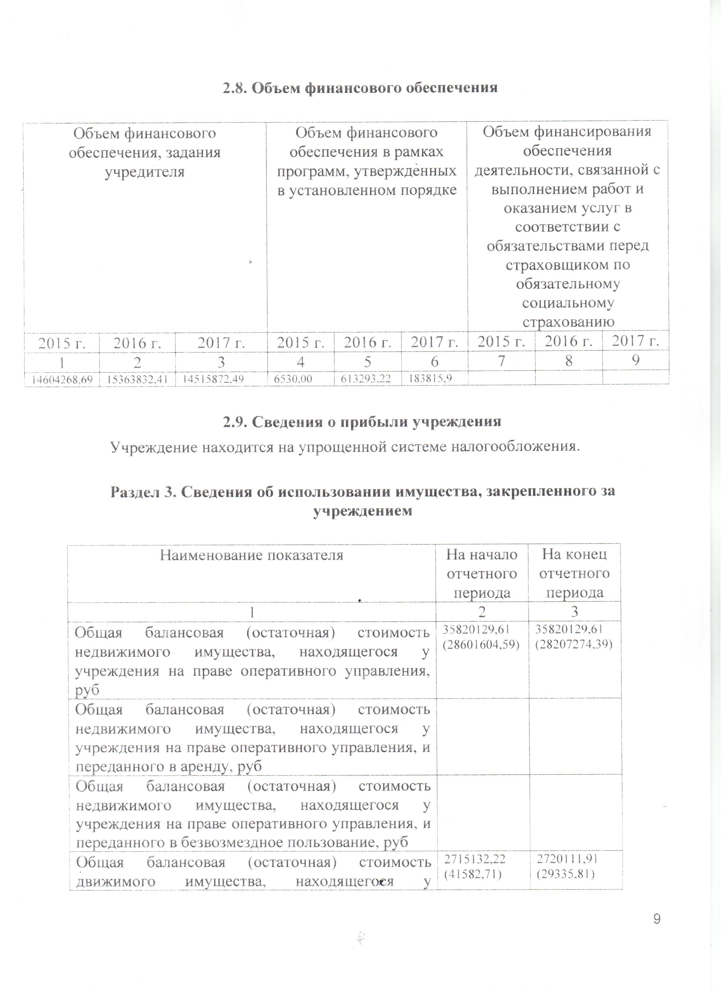 2.8. Объем финансового обеспечения
Объем финансового
обеспечения, задания
учредителя
Объем финансового
обеспечения в рамках
программ, утвержденных
в установленном порядке
Объем финансирования
обеспечения
деятельности, связанной с
выполнением работ и
оказанием услуг в
соответствии с
обязательствами перед
страховщиком по
обязательному
социальному
страхованию
2015 г. 2016 г. 2017 г. 2015 г. 2016 г. 2017 г. 2015 г. 2016 г. 2017 г.
1 2 3 4 5 6 7 8 9
14604268,69 15363832,41 14515872,49 6530.00 613293,22 183815,9
2.9. Сведения о прибыли учреждения
Учреждение находится на упрощенной системе налогообложения.
Раздел 3. Сведения об использовании имущества, закрепленного за
учреждением
Наименование показателя
На начало
отчетного
периода
На конец
отчетного
периода
1 2 3
Общая балансовая (остаточная) стоимость
недвижимого имущества, находящегося у
учреждения на праве оперативного управления,
руб
35820129,61
(28601604,59)
35820129,61
(28207274,39)
Общая балансовая (остаточная) стоимость
недвижимого имущества, находящегося у
учреждения на праве оперативного управления, и
переданного в аренду, руб
Общая балансовая (остаточная) стоимость
недвижимого имущества, находящегося у
учреждения на праве оперативного управления, и
переданного в безвозмездное пользование, руб
Общая балансовая (остаточная) стоимость
движимого имущества, находящегося у
2715132,22
(41582,71)
2720111,91
(29335,81)
9